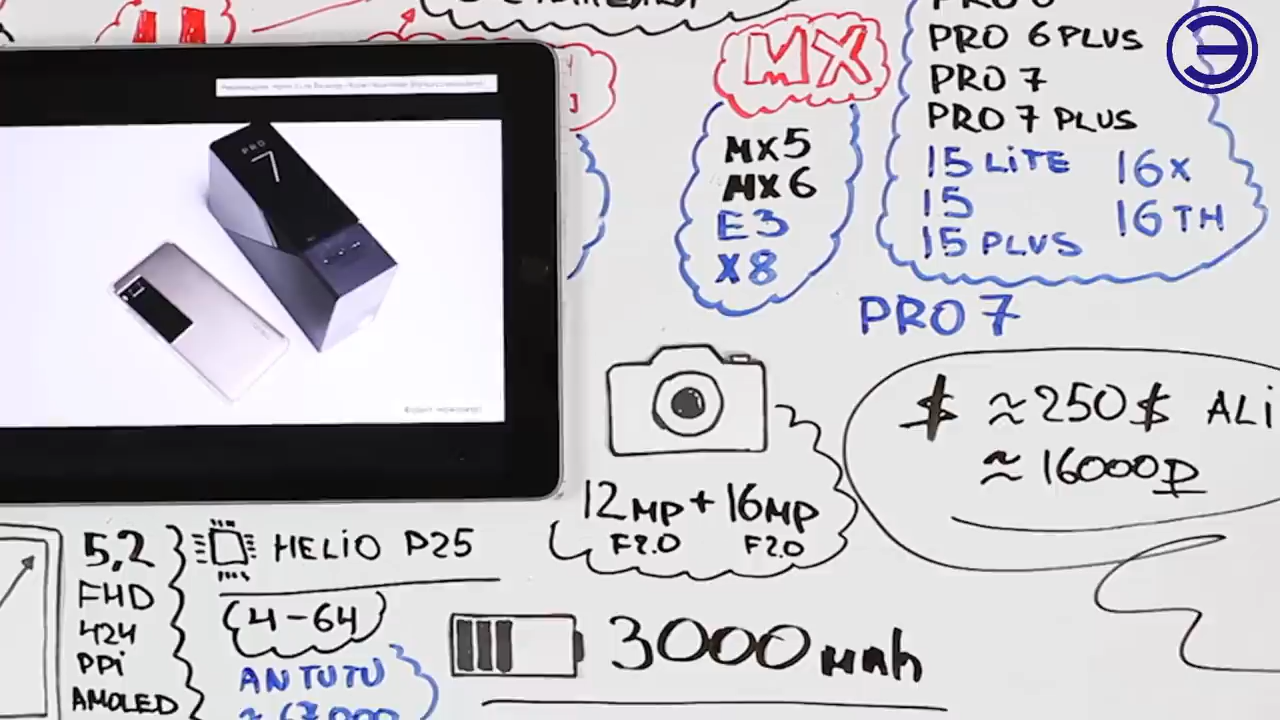 MX
MX5
MX6
E3
X8
PRO 6 PLUS
PRO 7
PRO 7 PLUS
15 LiTE
15
15 PLUS
16X
16TH
PRO 7
PRO
7
$ ≈250$ ALi
≈16000₽
12MP+16MP
F2.0 F2.0
5,2
FHD
424
PPi
AMOLED
HELiO P25
(4-64)
ANTUTU
≈67000
3000мАh
Э